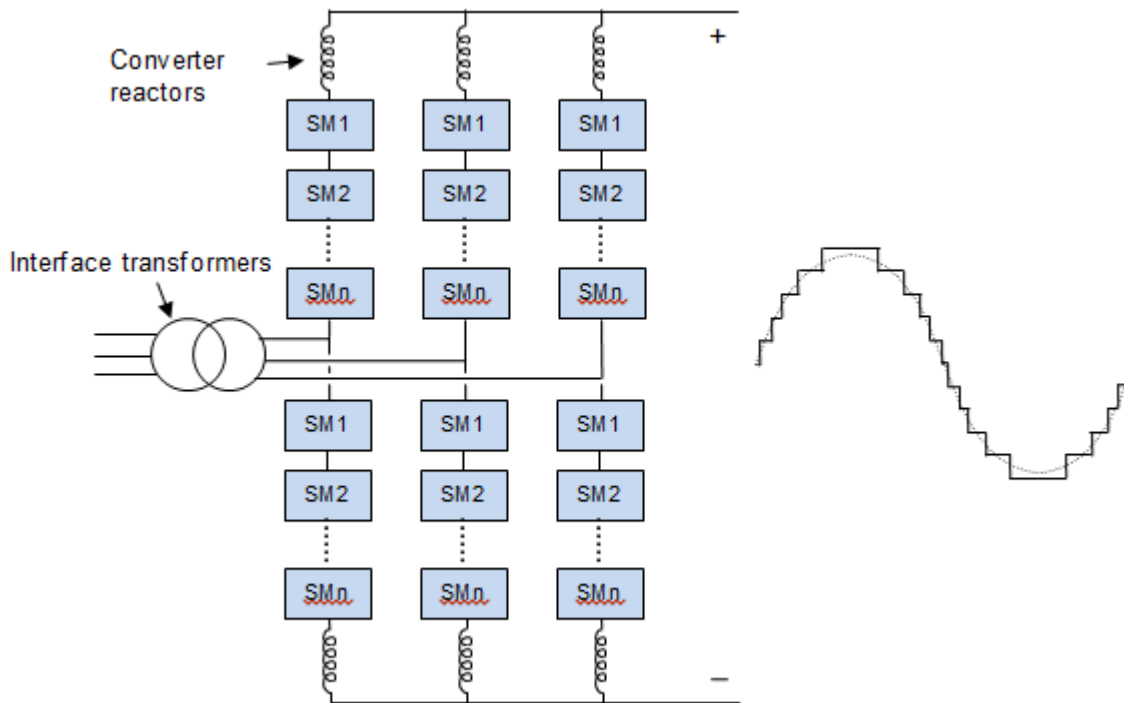 +
Converter
reactors
SM1 SM1 SM1
SM2 SM2 SM2
Interface transformers
SMn SMn SMn
SM1 SM1 SM1
SM2 SM2 SM2
SMn SMn SMn
–